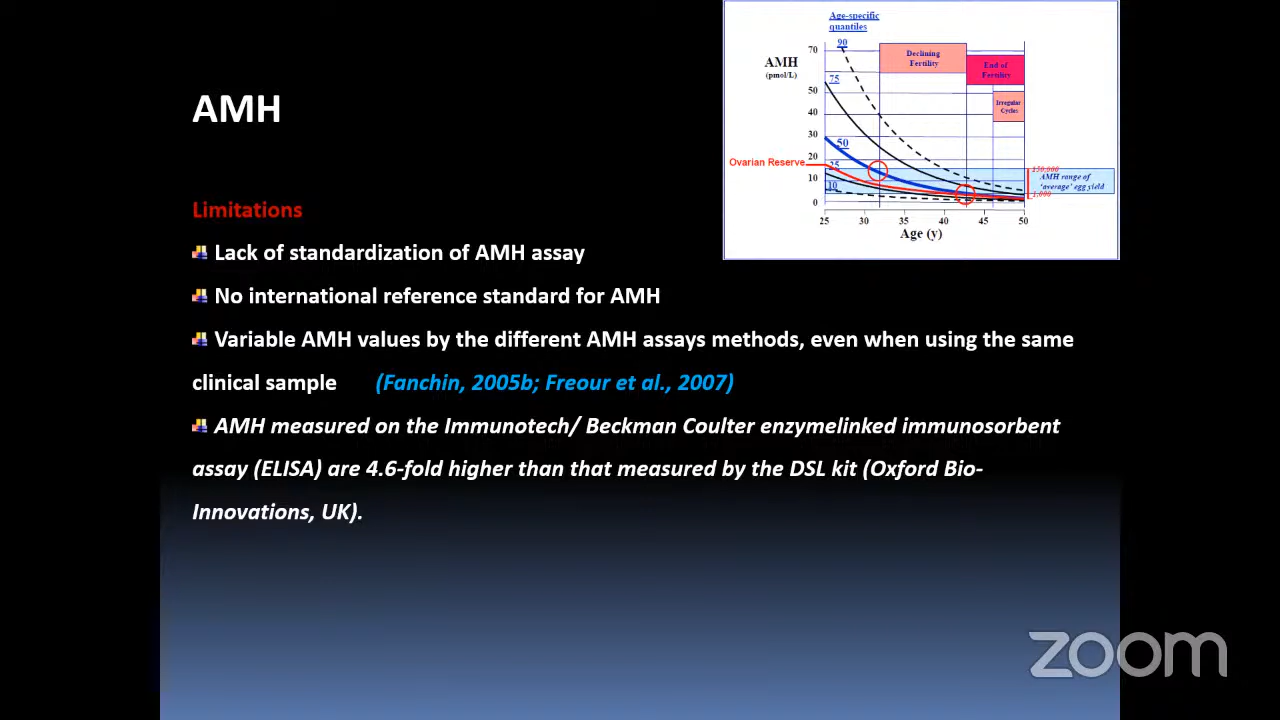 AMH
Limitations
Lack of standardization of AMH assay
No international reference standard for AMH
Variable AMH values by the different AMH assays methods, even when using the same
clinical sample (Fanchin, 2005b; Freour et al., 2007)
AMH measured on the Immunotech/ Beckman Coulter enzymelinked immunosorbent
assay (ELISA) are 4.6-fold higher than that measured by the DSL kit (Oxford Bio-
Innovations, UK).
Age-specific
quantiles
90
75
50
25
10
AMH
(pmol/L)
70
50
40
30
20
10
0
Declining
Fertility
End of
Fertility
Irregular
Cycles
Ovarian Reserve
150,000
AMH range of
'average' egg yield
1,000
25 30 35 40 45 50
Age (y)
zoom